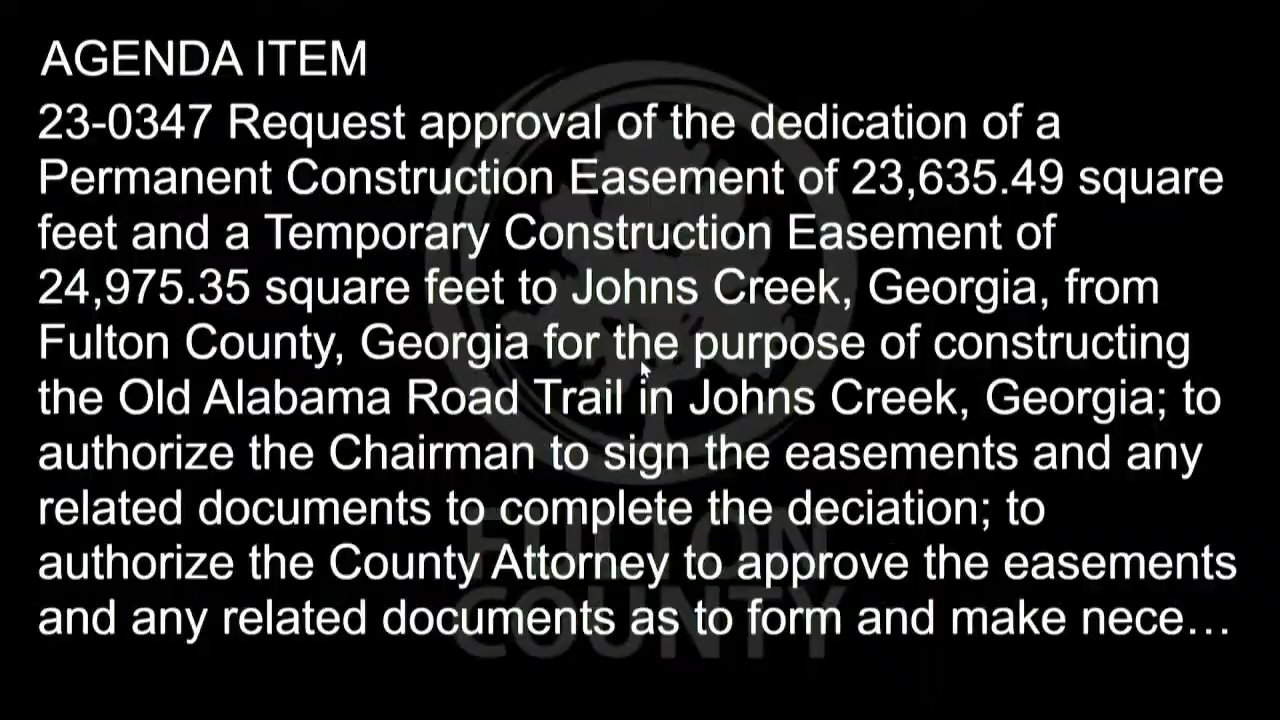 AGENDA ITEM
23-0347 Request approval of the dedication of a
Permanent Construction Easement of 23,635.49 square
feet and a Temporary Construction Easement of
24,975.35 square feet to Johns Creek, Georgia, from
Fulton County, Georgia for the purpose of constructing
the Old Alabama Road Trail in Johns Creek, Georgia; to
authorize the Chairman to sign the easements and any
related documents to complete the deciation; to
authorize the County Attorney to approve the easements
and any related documents as to form and make nece…
FULTON
COUNTY